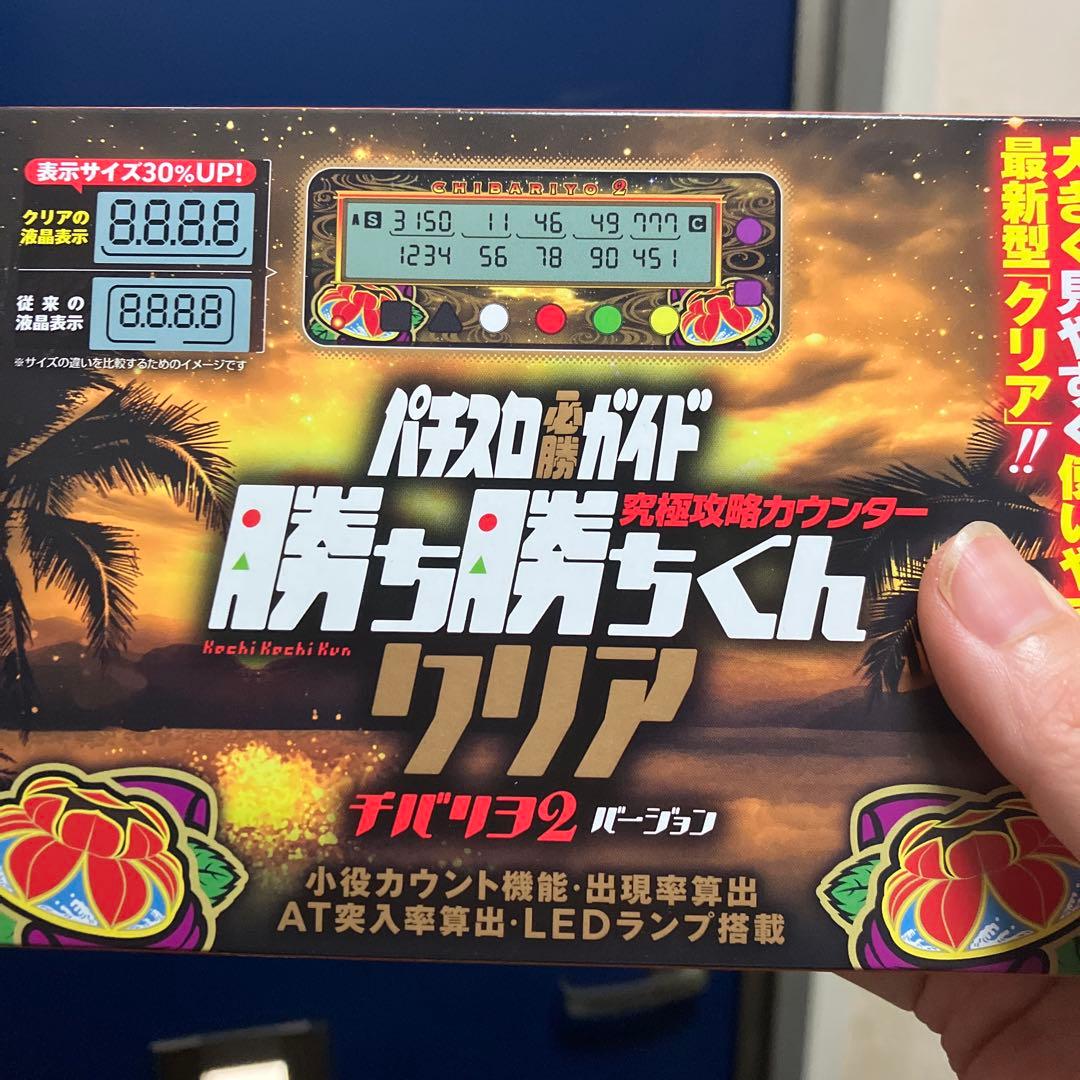 表示サイズ30%UP!
クリアの
液晶表示
8.8.8.8
従来の
液晶表示
8.8.8.8
※サイズの違いを比較するためのイメージです
CHIBARIYO 2
A S 3150 11 46 49 777 C
1234 56 78 90 451
大きく見やすく使いや
最新型「クリア」!!
パチスロ必勝ガイド
究極攻略カウンター
勝ち勝ちくん
Kachi Kachi Kun
クリア
チバリヨ2 バージョン
小役カウント機能・出現率算出
AT突入率算出・LEDランプ搭載